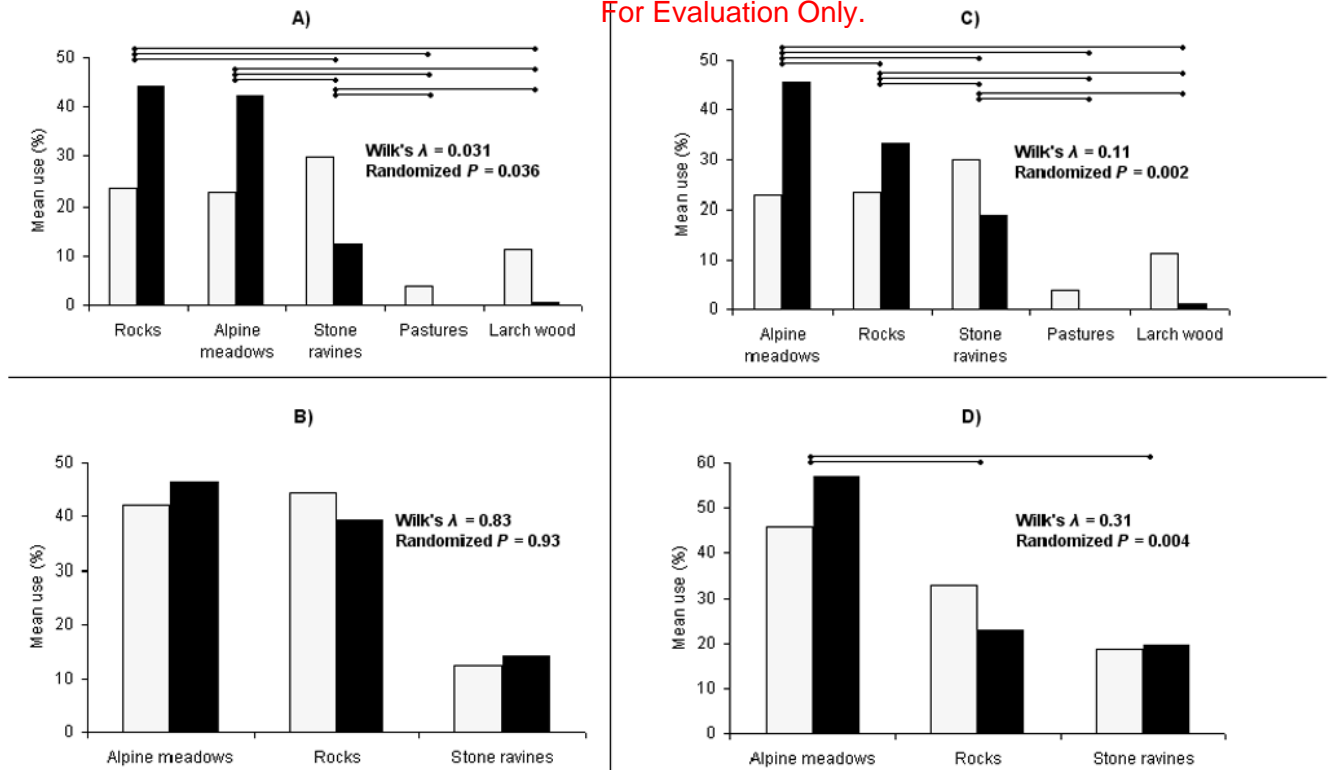 For Evaluation Only.
A)
50
40
30
20
10
0
Mean use (%)
Wilk's λ = 0.031
Randomized P = 0.036
Rocks
Alpine
meadows
Stone
ravines
Pastures
Larch wood
C)
50
40
30
20
10
0
Mean use (%)
Wilk's λ = 0.11
Randomized P = 0.002
Alpine
meadows
Rocks
Stone
ravines
Pastures
Larch wood
B)
50
40
30
20
10
0
Mean use (%)
Wilk's λ = 0.83
Randomized P = 0.93
Alpine meadows
Rocks
Stone ravines
D)
60
50
40
30
20
10
0
Mean use (%)
Wilk's λ = 0.31
Randomized P = 0.004
Alpine meadows
Rocks
Stone ravines